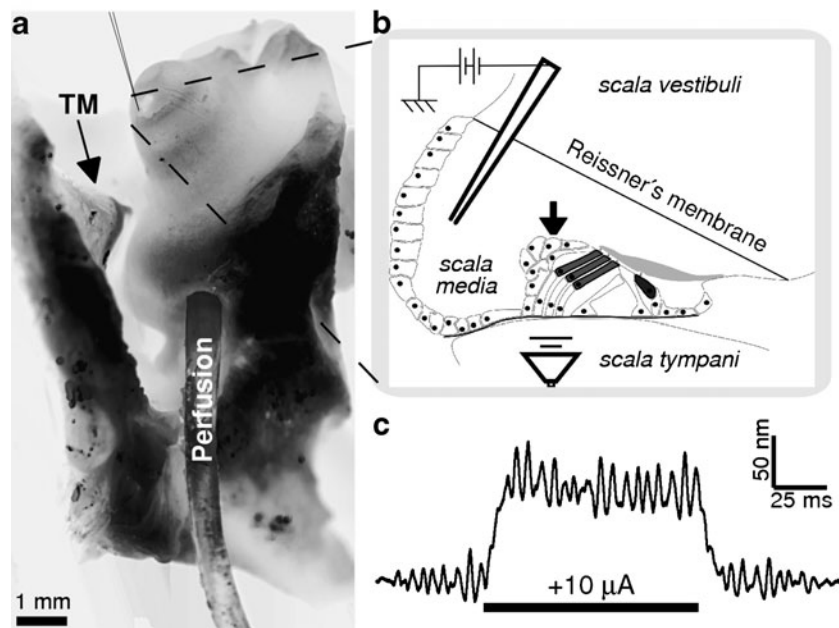 a
TM
Perfusion
1 mm
b
scala vestibuli
Reissner's membrane
scala
media
scala tympani
c
50 nm
25 ms
+10 µA